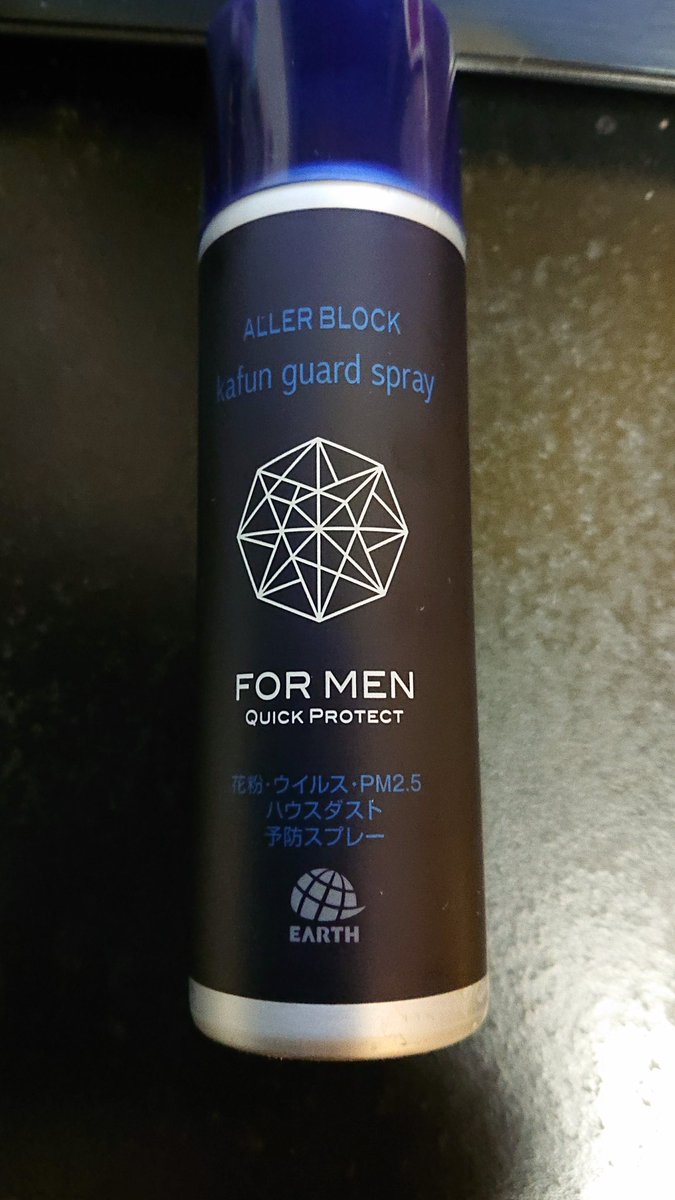 ALLER BLOCK
kafun guard spray
FOR MEN
QUICK PROTECT
花粉・ウイルス・PM2.5
ハウスダスト
予防スプレー
EARTH